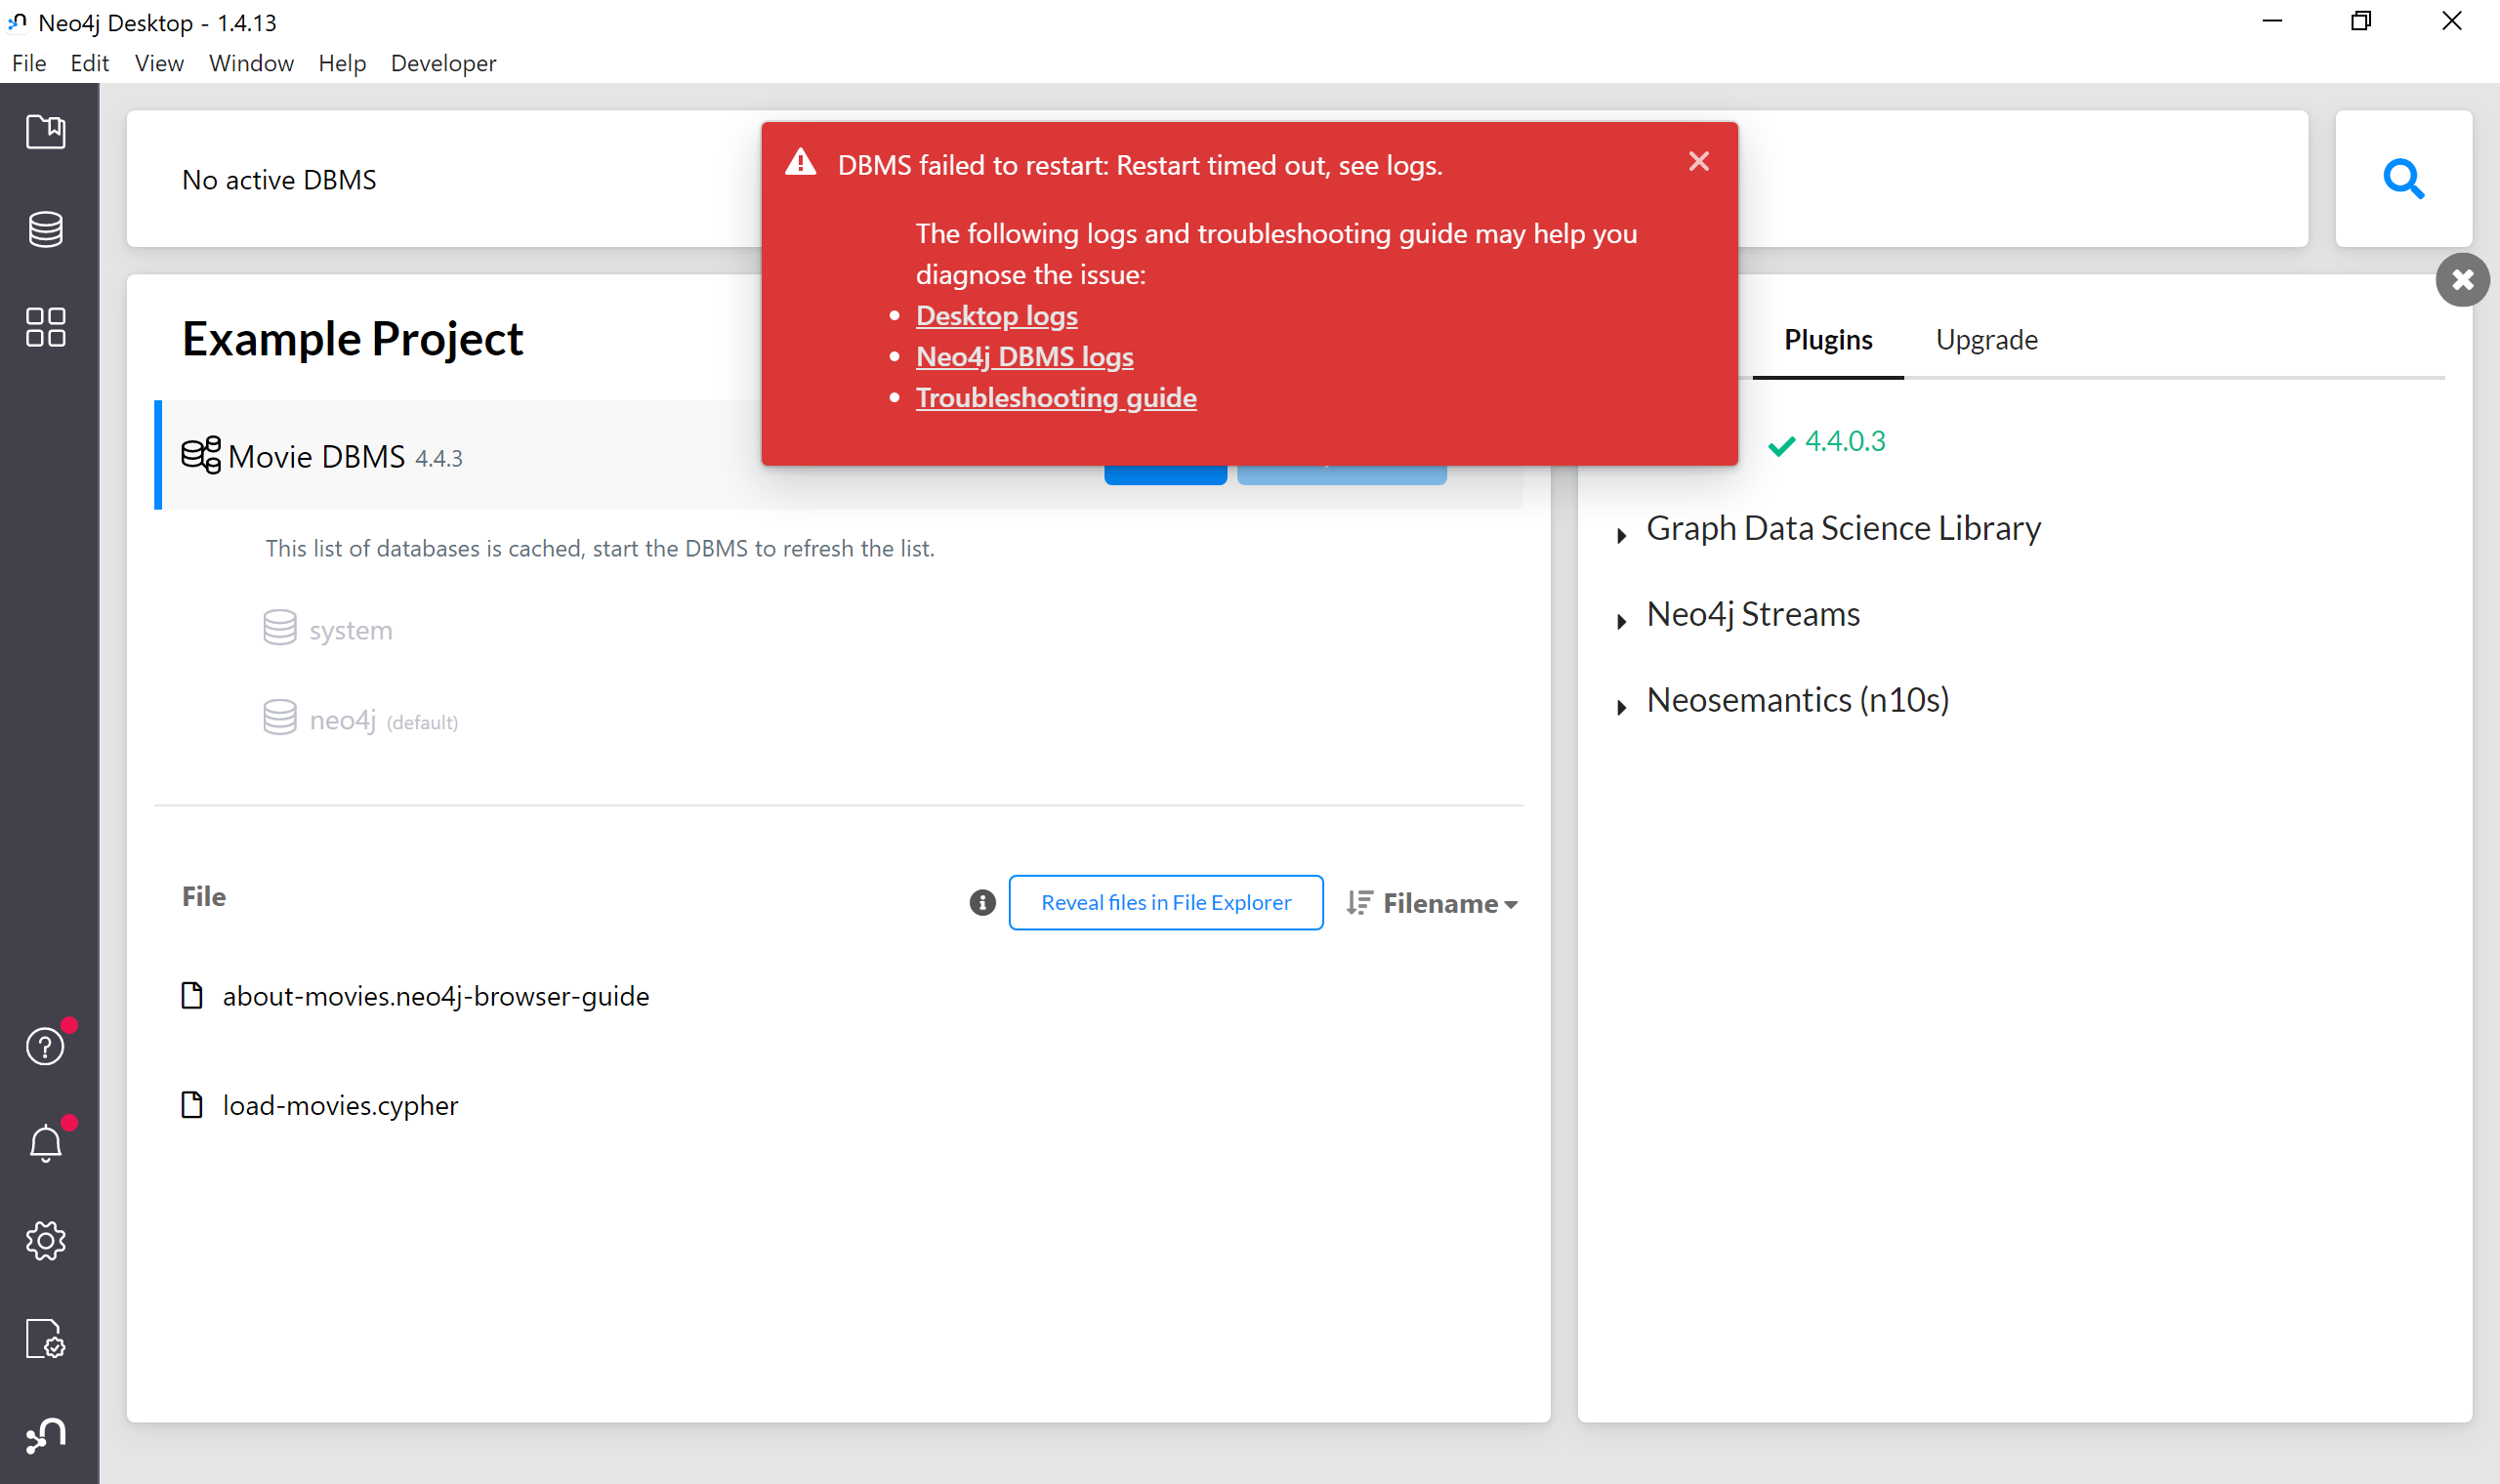 Neo4j Desktop - 1.4.13
File Edit View Window Help Developer
No active DBMS
DBMS failed to restart: Restart timed out, see logs.
The following logs and troubleshooting guide may help you
diagnose the issue:
Desktop logs
Neo4j DBMS logs
Troubleshooting guide
Example Project
Movie DBMS 4.4.3
This list of databases is cached, start the DBMS to refresh the list.
system
neo4j (default)
File
Reveal files in File Explorer
Filename
about-movies.neo4j-browser-guide
load-movies.cypher
Plugins Upgrade
4.4.0.3
Graph Data Science Library
Neo4j Streams
Neosemantics (n10s)